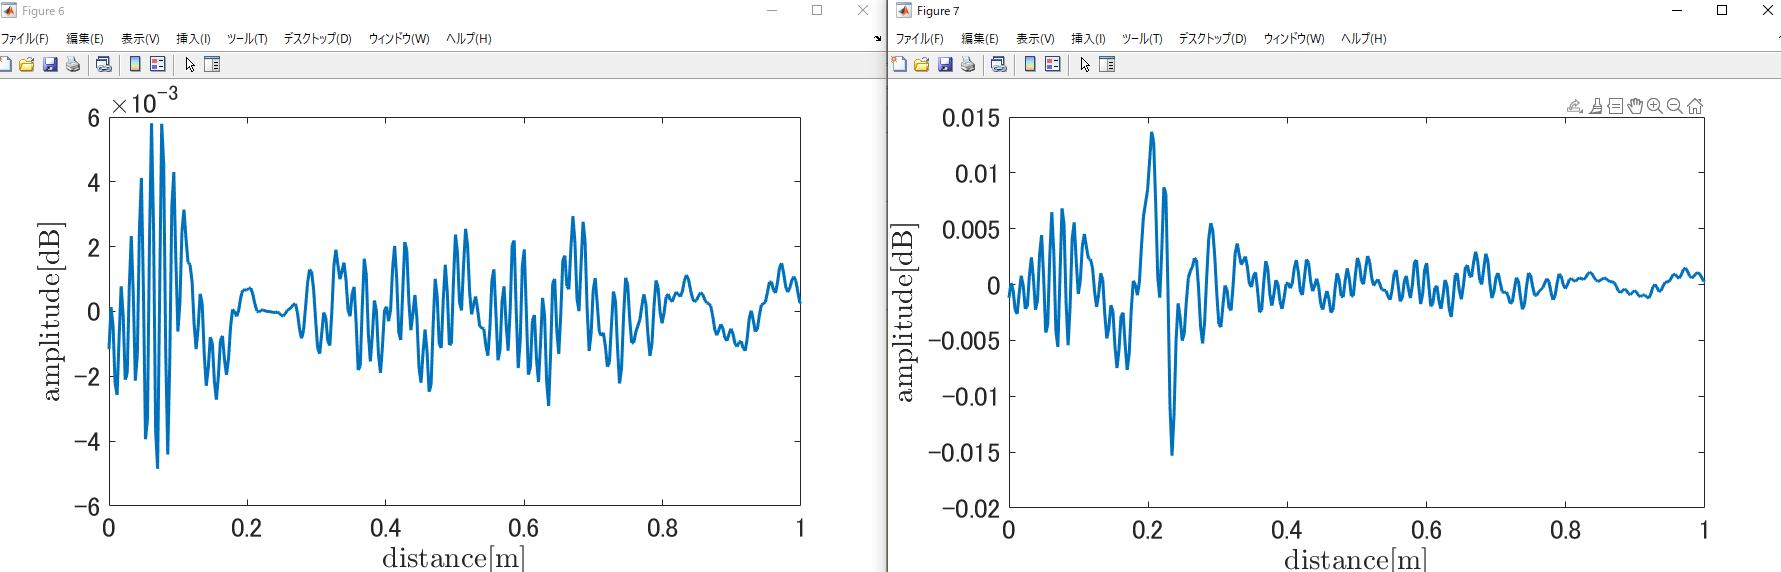 Figure 6
ファイル(F) 編集(E) 表示(V) 挿入(I) ツール(T) デスクトップ(D) ウィンドウ(W) ヘルプ(H)
×10⁻³
6
4
2
0
−2
−4
−6
0 0.2 0.4 0.6 0.8 1
distance[m]
amplitude[dB]
Figure 7
ファイル(F) 編集(E) 表示(V) 挿入(I) ツール(T) デスクトップ(D) ウィンドウ(W) ヘルプ(H)
0.015
0.01
0.005
0
−0.005
−0.01
−0.015
−0.02
0 0.2 0.4 0.6 0.8 1
distance[m]
amplitude[dB]